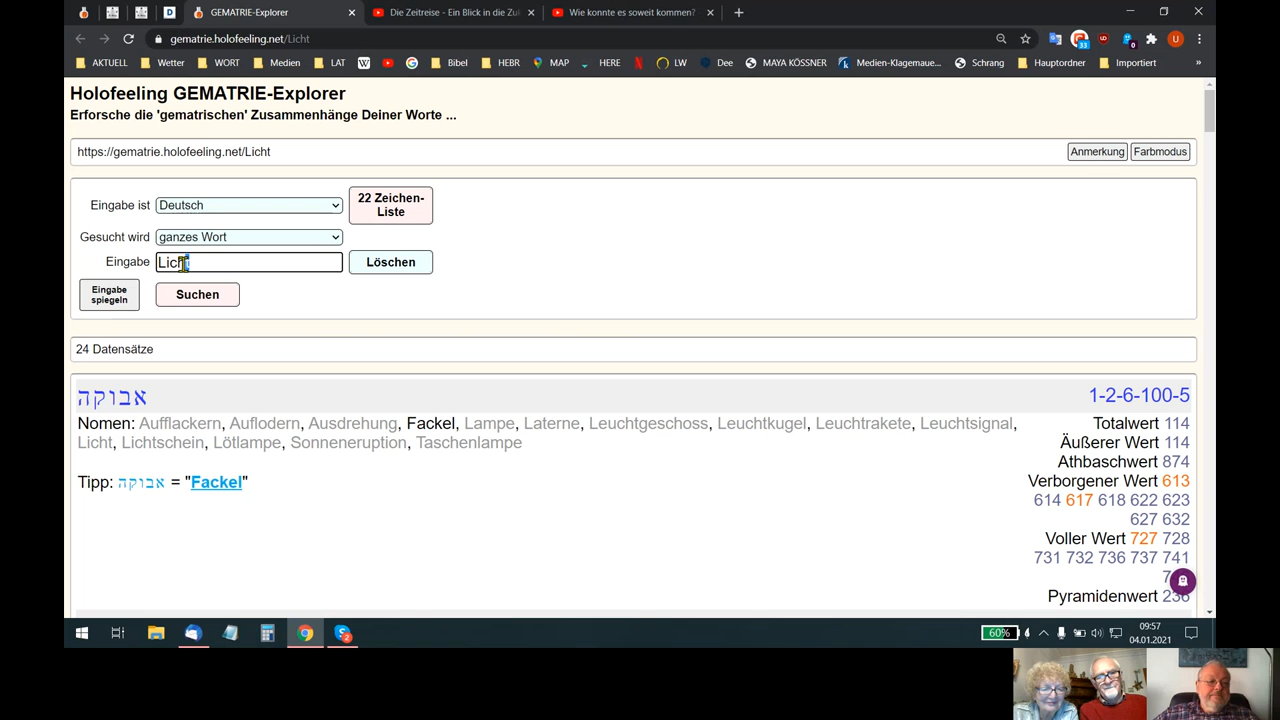 GEMATRIE-Explorer
Die Zeitreise - Ein Blick in die Zu
Wie konnte es soweit kommen?
gematrie.holofeeling.net/Licht
33
0
U
AKTUELL Wetter WORT Medien LAT Bibel HEBR MAP HERE LW Dee MAYA KÖSSNER Medien-Klagemaue... Schrang Hauptordner Importiert »
Holofeeling GEMATRIE-Explorer
Erforsche die 'gematrischen' Zusammenhänge Deiner Worte ...
https://gematrie.holofeeling.net/Licht
Anmerkung Farbmodus
Eingabe ist Deutsch
22 Zeichen-
Liste
Gesucht wird ganzes Wort
Eingabe Licht Löschen
Eingabe
spiegeln
Suchen
24 Datensätze
אבוקה 1-2-6-100-5
Nomen: Aufflackern, Auflodern, Ausdrehung, Fackel, Lampe, Laterne, Leuchtgeschoss, Leuchtkugel, Leuchtrakete, Leuchtsignal,
Licht, Lichtschein, Lötlampe, Sonneneruption, Taschenlampe
Tipp: אבוקה = "Fackel"
Totalwert 114
Äußerer Wert 114
Athbaschwert 874
Verborgener Wert 613
614 617 618 622 623
627 632
Voller Wert 727 728
731 732 736 737 741
Pyramidenwert 236
60%
09:57
04.01.2021
2